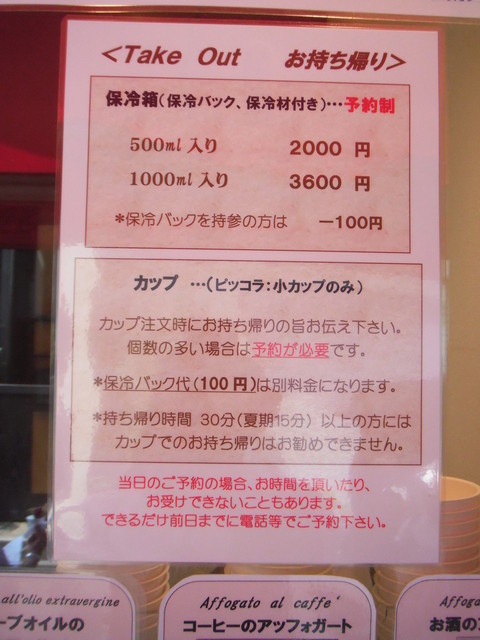 <Take Out お持ち帰り>
保冷箱(保冷バック、保冷材付き)…予約制
500ml入り 2000 円
1000ml入り 3600 円
*保冷バックを持参の方は －100円
カップ …(ピッコラ:小カップのみ)
カップ注文時にお持ち帰りの旨お伝え下さい。
個数の多い場合は予約が必要です。
*保冷バック代(100円)は別料金になります。
*持ち帰り時間 30分(夏期15分) 以上の方には
カップでのお持ち帰りはお勧めできません。
当日のご予約の場合、お時間を頂いたり、
お受けできないこともあります。
できるだけ前日までに電話等でご予約下さい。
all'olio extravergine
ーブオイルの
Affogato al caffe'
コーヒーのアッフォガート
Affoga
お酒の